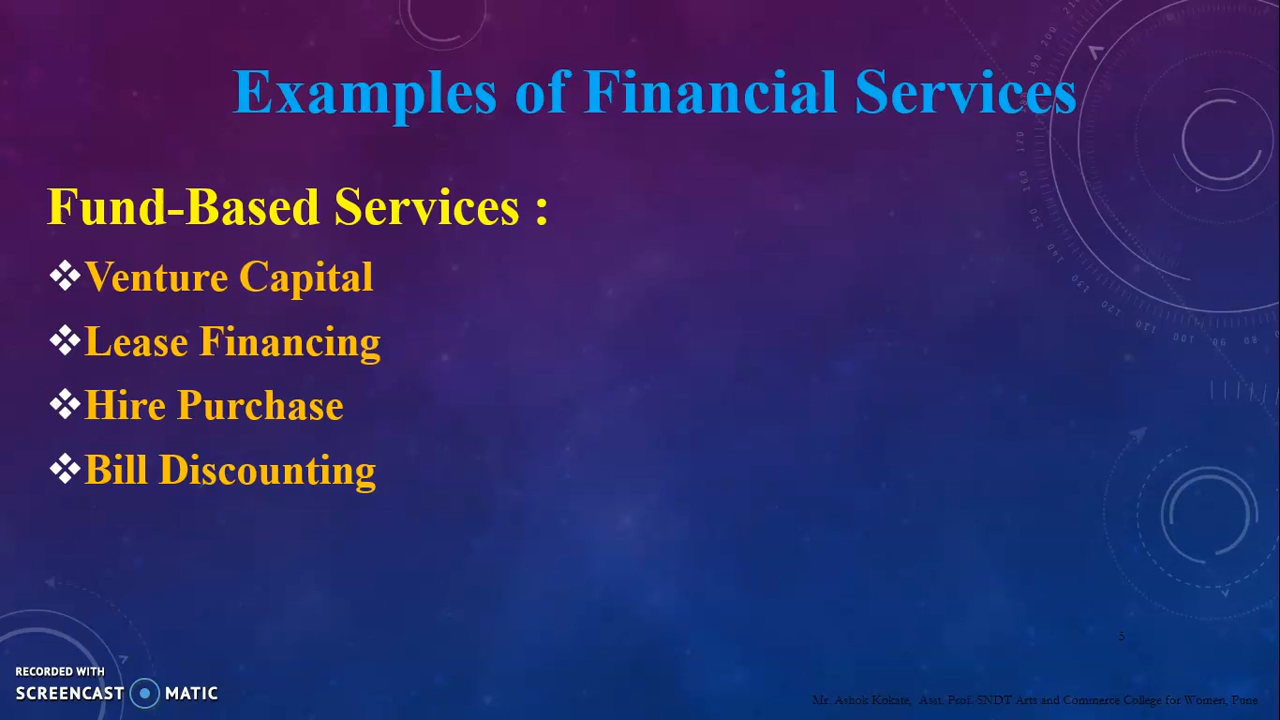 Examples of Financial Services
Fund-Based Services :
❖Venture Capital
❖Lease Financing
❖Hire Purchase
❖Bill Discounting
5
RECORDED WITH
SCREENCAST MATIC
Mr. Ashok Kokate, Asst. Prof. SNDT Arts and Commerce College for Women, Pune